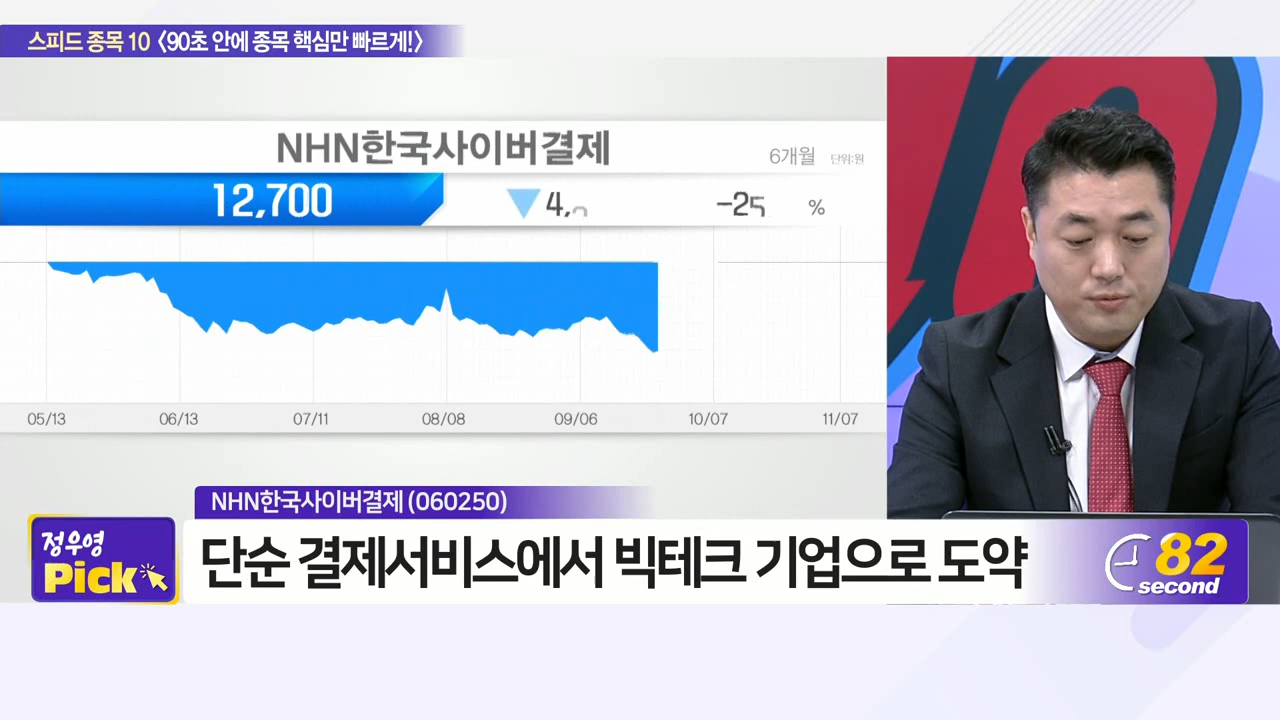 스피드 종목 10 〈90초 안에 종목 핵심만 빠르게!〉
NHN한국사이버결제
6개월 단위:원
12,700 ▼ %
05/13 06/13 07/11 08/08 09/06 10/07 11/07
NHN한국사이버결제 (060250)
정우영
Pick
단순 결제서비스에서 빅테크 기업으로 도약
82
second